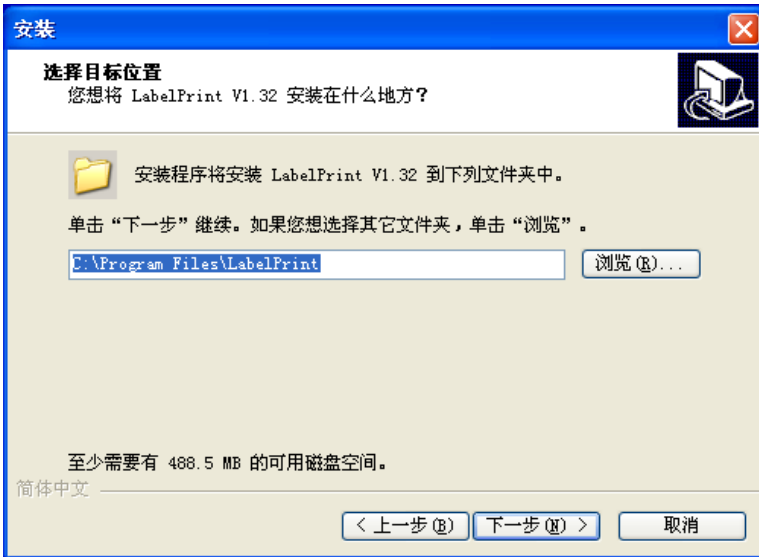 安装
选择目标位置
您想将 LabelPrint V1.32 安装在什么地方?
安装程序将安装 LabelPrint V1.32 到下列文件夹中。
单击“下一步”继续。如果您想选择其它文件夹,单击“浏览”。
C:\Program Files\LabelPrint
浏览(R)...
至少需要有 488.5 MB 的可用磁盘空间。
简体中文
< 上一步(B) 下一步(N) > 取消